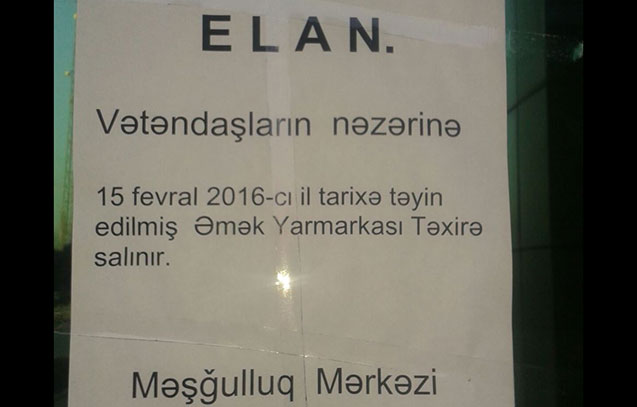 ELAN.
Vətəndaşların nəzərinə
15 fevral 2016-cı il tarixə təyin
edilmiş Əmək Yarmarkası Təxirə
salınır.
Məşğulluq Mərkəzi